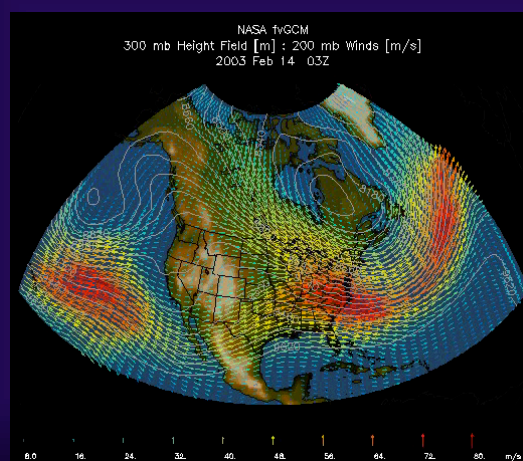 NASA fvGCM
300 mb Height Field [m] : 200 mb Winds [m/s]
2003 Feb 14 03Z
8.0 16. 24. 32. 40. 48. 56. 64. 72. 80. m/s